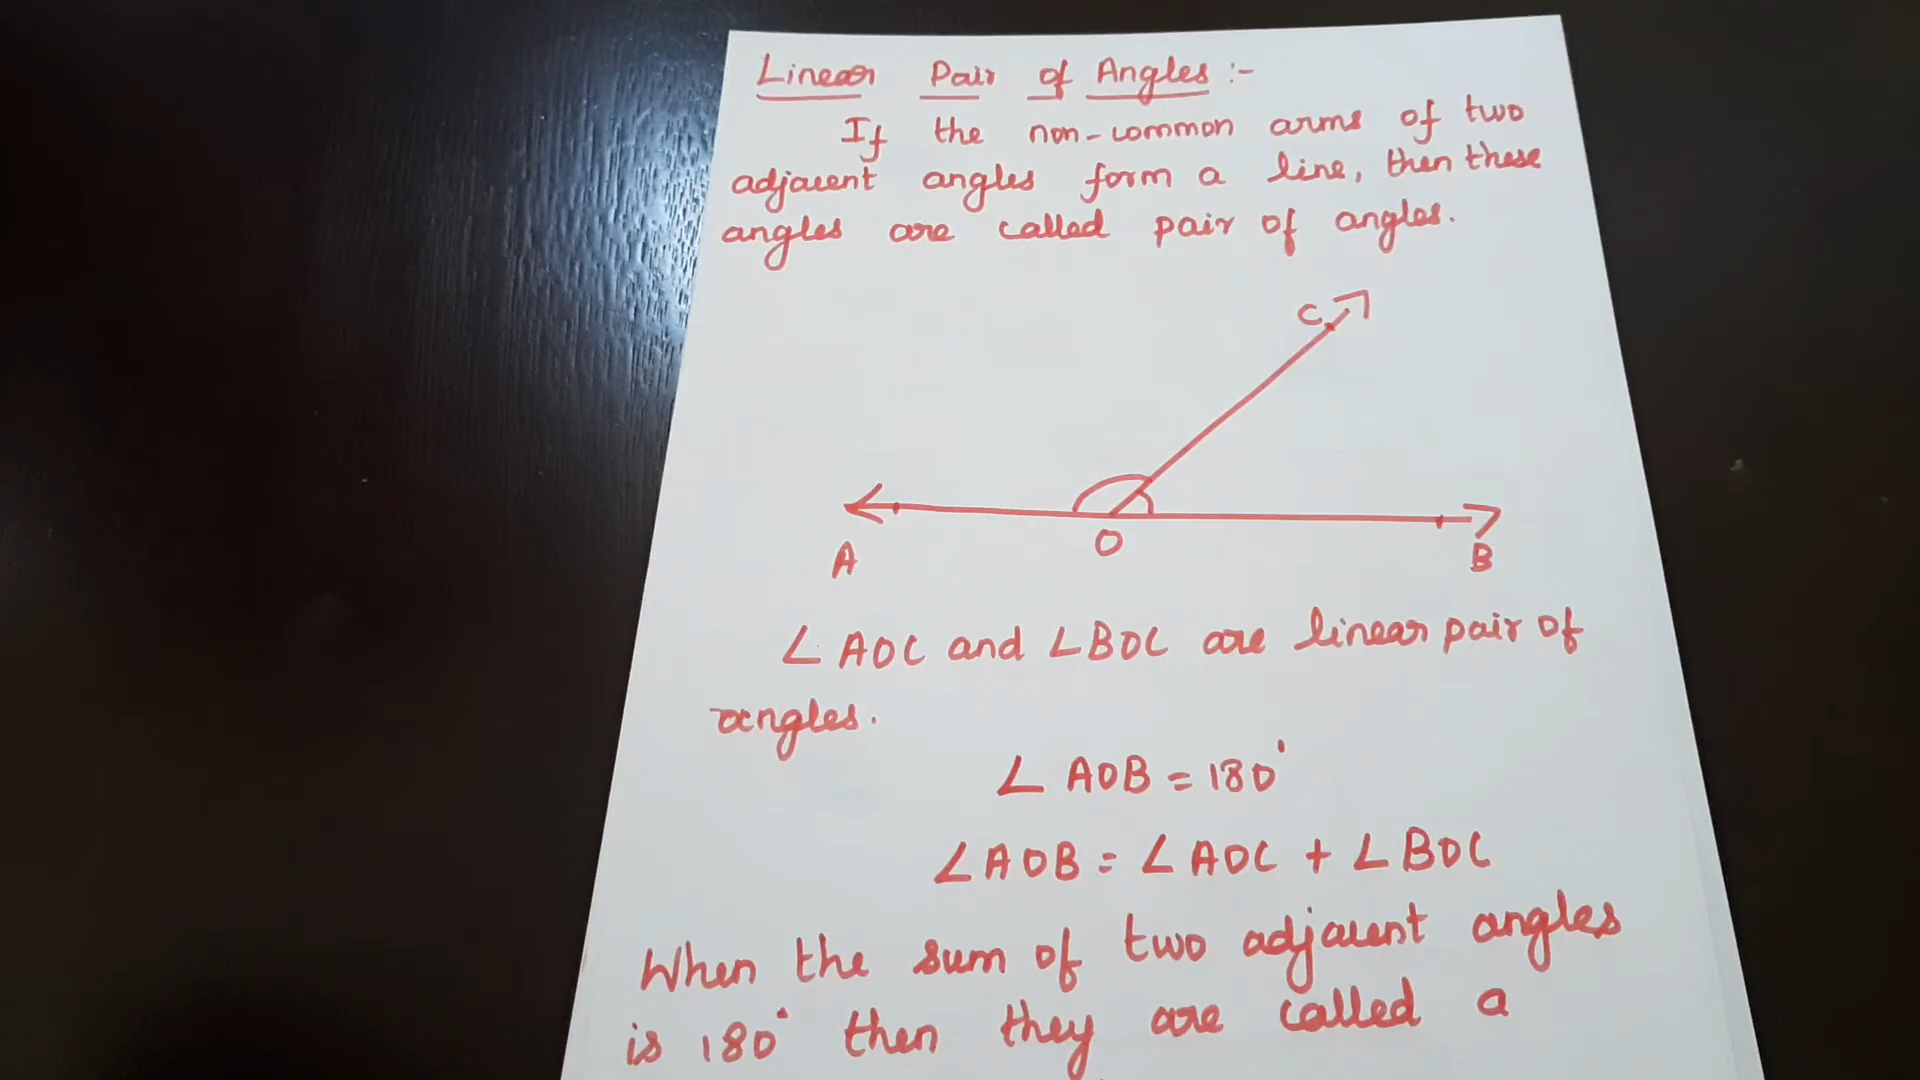 Linear Pair of Angles :-
If the non-common arms of two
adjacent angles form a line, then these
angles are called pair of angles.
C
A O B
∠AOC and ∠BOC are linear pair of
angles.
∠AOB = 180°
∠AOB = ∠AOC + ∠BOC
When the sum of two adjacent angles
is 180° then they are called a